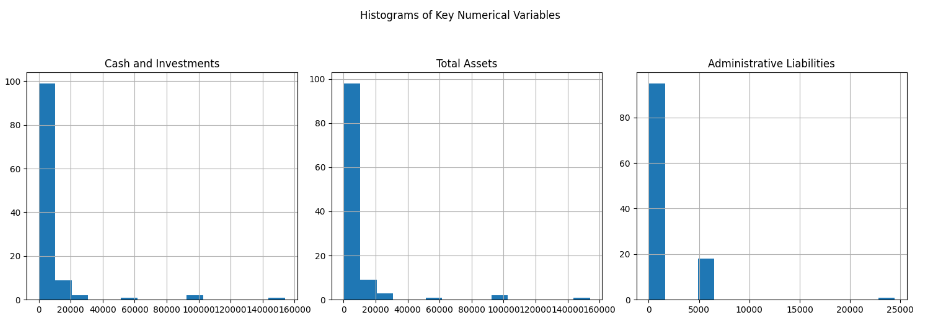 Histograms of Key Numerical Variables
Cash and Investments
100
80
60
40
20
0
0 20000 40000 60000 80000 100000 120000 140000 160000
Total Assets
100
80
60
40
20
0
0 20000 40000 60000 80000 100000 120000 140000 160000
Administrative Liabilities
80
60
40
20
0
0 5000 10000 15000 20000 25000